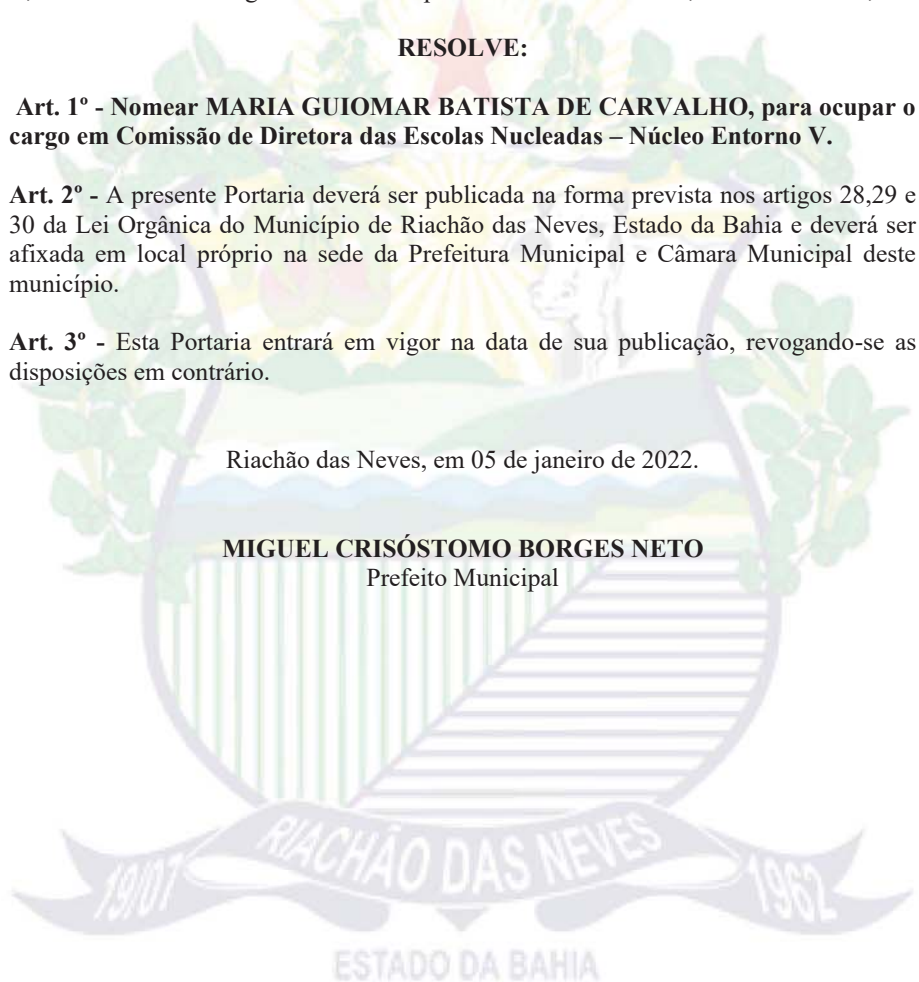 RESOLVE:
Art. 1º - Nomear MARIA GUIOMAR BATISTA DE CARVALHO, para ocupar o
cargo em Comissão de Diretora das Escolas Nucleadas – Núcleo Entorno V.
Art. 2º - A presente Portaria deverá ser publicada na forma prevista nos artigos 28,29 e
30 da Lei Orgânica do Município de Riachão das Neves, Estado da Bahia e deverá ser
afixada em local próprio na sede da Prefeitura Municipal e Câmara Municipal deste
município.
Art. 3º - Esta Portaria entrará em vigor na data de sua publicação, revogando-se as
disposições em contrário.
Riachão das Neves, em 05 de janeiro de 2022.
MIGUEL CRISÓSTOMO BORGES NETO
Prefeito Municipal
RIACHÃO DAS NEVES
19/07 1962
ESTADO DA BAHIA